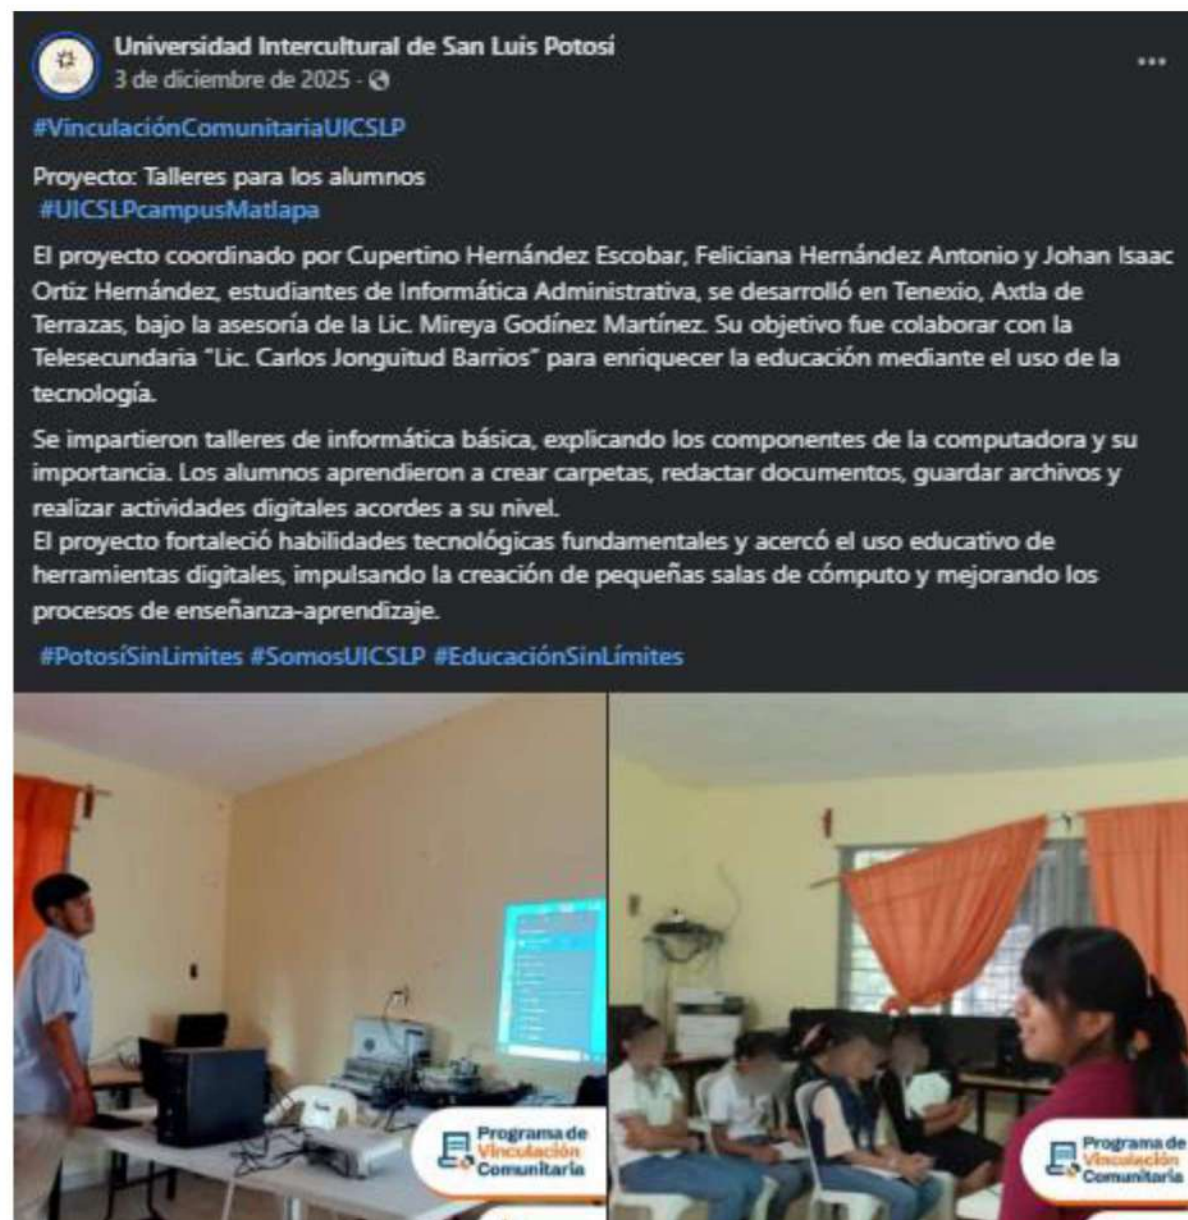 Universidad Intercultural de San Luis Potosí
3 de diciembre de 2025 ·
#VinculaciónComunitariaUICSLP
Proyecto: Talleres para los alumnos
#UICSLPcampusMatlapa
El proyecto coordinado por Cupertino Hernández Escobar, Feliciana Hernández Antonio y Johan Isaac
Ortiz Hernández, estudiantes de Informática Administrativa, se desarrolló en Tenexio, Axtla de
Terrazas, bajo la asesoría de la Lic. Mireya Godínez Martínez. Su objetivo fue colaborar con la
Telesecundaria "Lic. Carlos Jonguitud Barrios" para enriquecer la educación mediante el uso de la
tecnología.
Se impartieron talleres de informática básica, explicando los componentes de la computadora y su
importancia. Los alumnos aprendieron a crear carpetas, redactar documentos, guardar archivos y
realizar actividades digitales acordes a su nivel.
El proyecto fortaleció habilidades tecnológicas fundamentales y acercó el uso educativo de
herramientas digitales, impulsando la creación de pequeñas salas de cómputo y mejorando los
procesos de enseñanza-aprendizaje.
#PotosíSinLimites #SomosUICSLP #EducaciónSinLímites
Programa de
Vinculación
Comunitaria
Programa de
Vinculación
Comunitaria